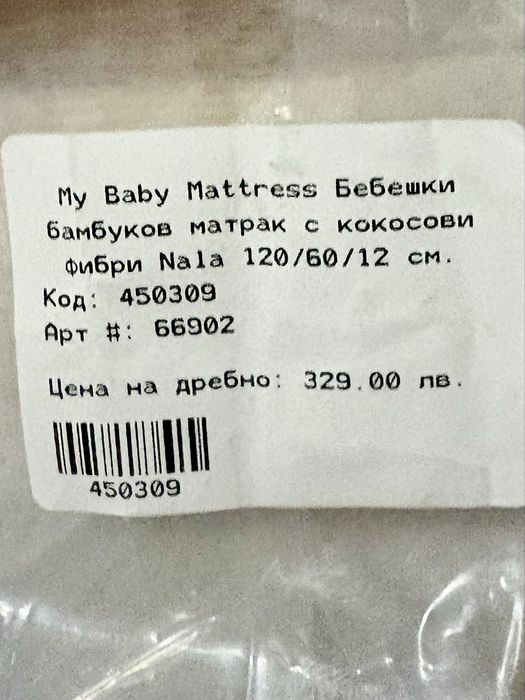 My Baby Mattress Бебешки
бамбуков матрак с кокосови
фибри Nala 120/60/12 см.
Код: 450309
Арт #: 66902
Цена на дребно: 329.00 лв.
450309